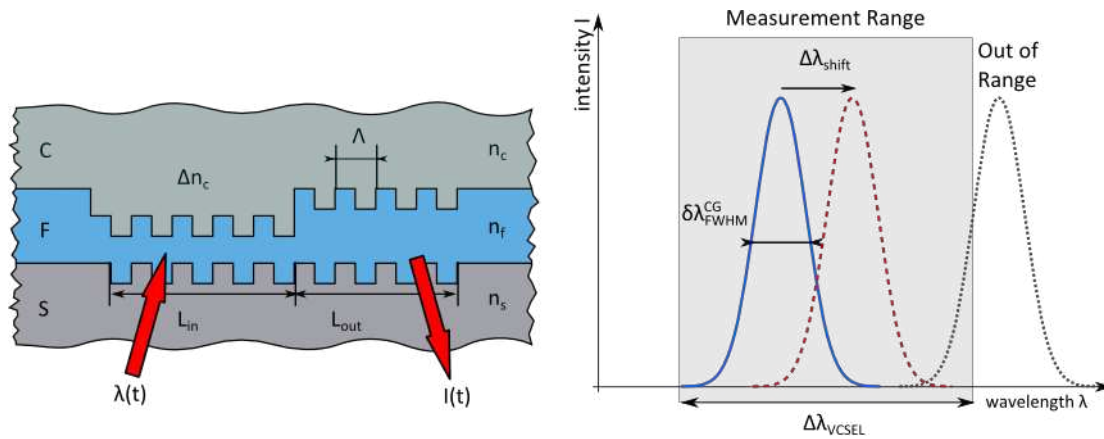 C
Δn_c
Λ
n_c
F
n_f
S
L_in
L_out
n_s
λ(t)
I(t)
Measurement Range
intensity I
Δλ_shift
Out of
Range
δλ^CG_FWHM
wavelength λ
Δλ_VCSEL